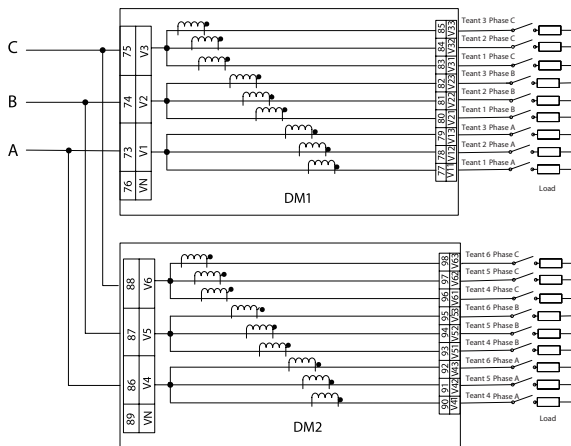 C
B
A
75 V3
74 V2
73 V1
76 VN
85 V33 Teant 3 Phase C
84 V32 Teant 2 Phase C
83 V31 Teant 1 Phase C
82 V23 Teant 3 Phase B
81 V22 Teant 2 Phase B
80 V21 Teant 1 Phase B
79 V13 Teant 3 Phase A
78 V12 Teant 2 Phase A
77 V11 Teant 1 Phase A
Load
DM1
88 V6
87 V5
86 V4
89 VN
98 V63 Teant 6 Phase C
97 V62 Teant 5 Phase C
96 V61 Teant 4 Phase C
95 V53 Teant 6 Phase B
94 V52 Teant 5 Phase B
93 V51 Teant 4 Phase B
92 V43 Teant 6 Phase A
91 V42 Teant 5 Phase A
90 V41 Teant 4 Phase A
Load
DM2